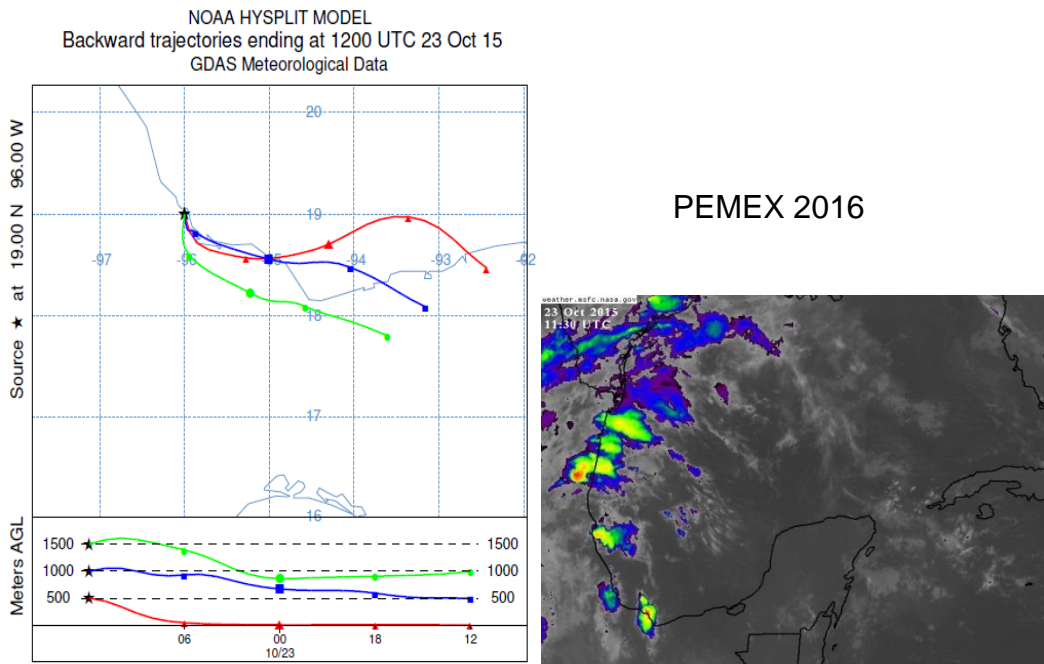 NOAA HYSPLIT MODEL
Backward trajectories ending at 1200 UTC 23 Oct 15
GDAS Meteorological Data
Source ★ at 19.00 N 96.00 W
-97 20
19
-96 -95 -94 -93 -92
18
17
16
Meters AGL
1500 1500
1000 1000
500 500
06 00 18 12
10/23
PEMEX 2016
weather.msfc.nasa.gov
23 Oct 2015
11:30 UTC